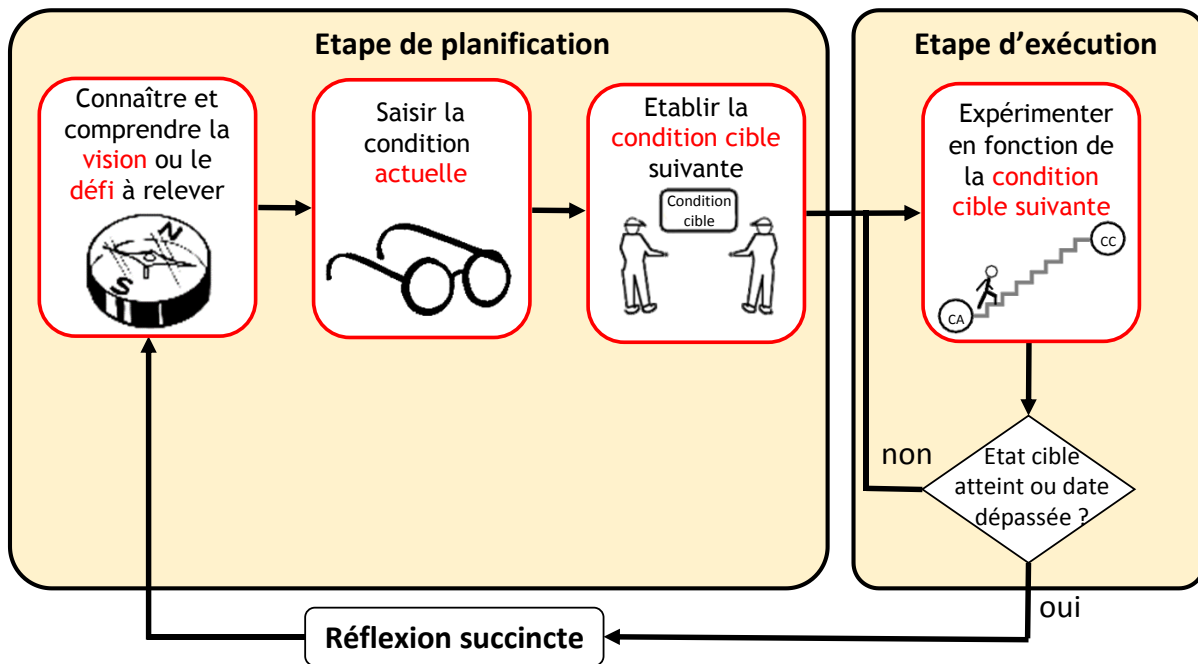 Etape de planification
Connaître et
comprendre la
vision ou le
défi à relever
N
S
Saisir la
condition
actuelle
Etablir la
condition cible
suivante
Condition
cible
Etape d’exécution
Expérimenter
en fonction de
la condition
cible suivante
CC
CA
non
Etat cible
atteint ou date
dépassée ?
oui
Réflexion succincte